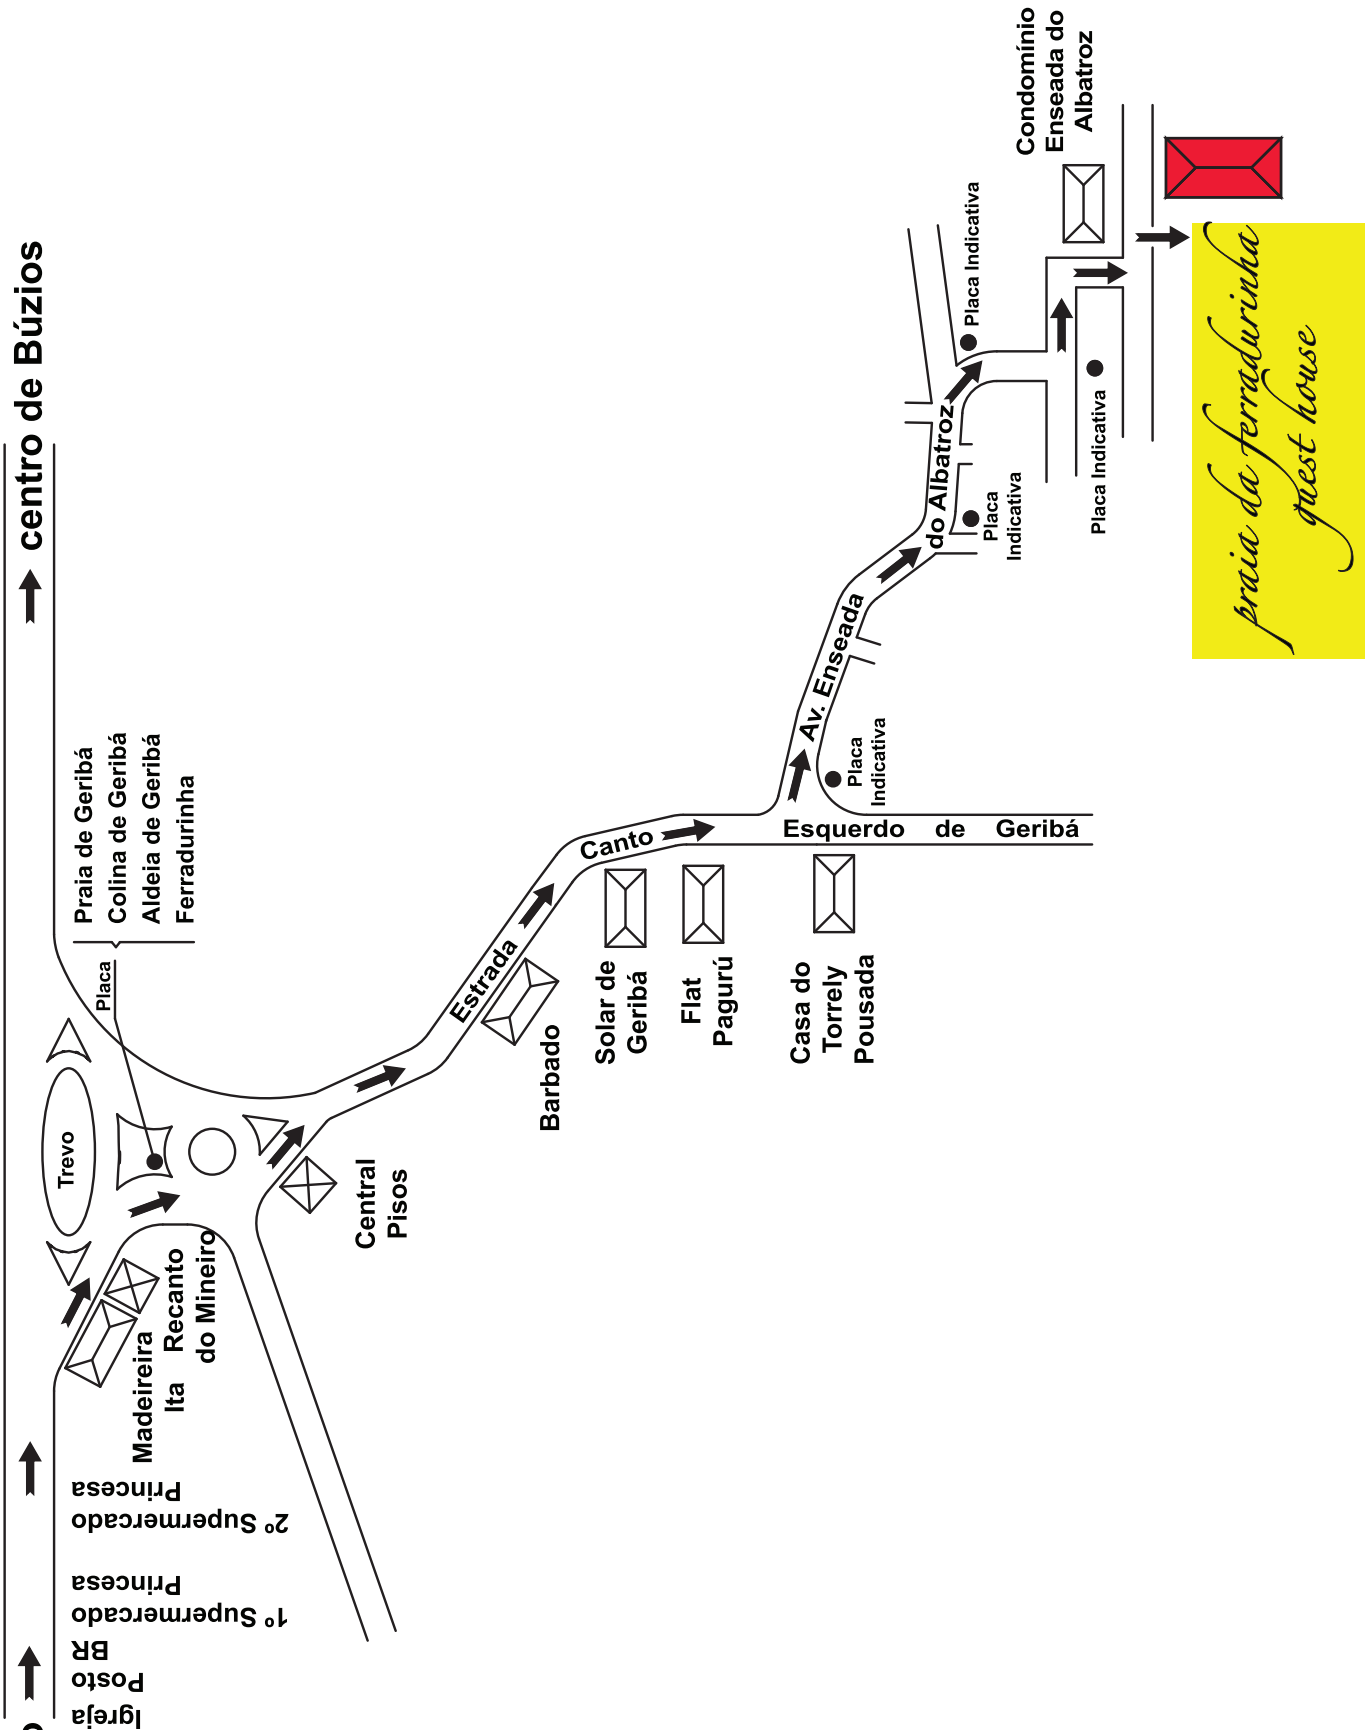 centro de Búzios
Condomínio
Enseada do
Albatroz
Placa Indicativa
praia da ferradurinha
guest house
do Albatroz
Placa
Indicativa
Placa Indicativa
Av. Enseada
Placa
Indicativa
Praia de Geribá
Colina de Geribá
Aldeia de Geribá
Ferradurinha
Placa
Trevo
Estrada
Canto
Esquerdo de Geribá
Barbado
Solar de
Geribá
Flat
Pagurú
Casa do
Torrely
Pousada
Central
Pisos
Madeireira
Ita
Recanto
do Mineiro
2º Supermercado
Princesa
1º Supermercado
Princesa
Posto
BR
Igreja